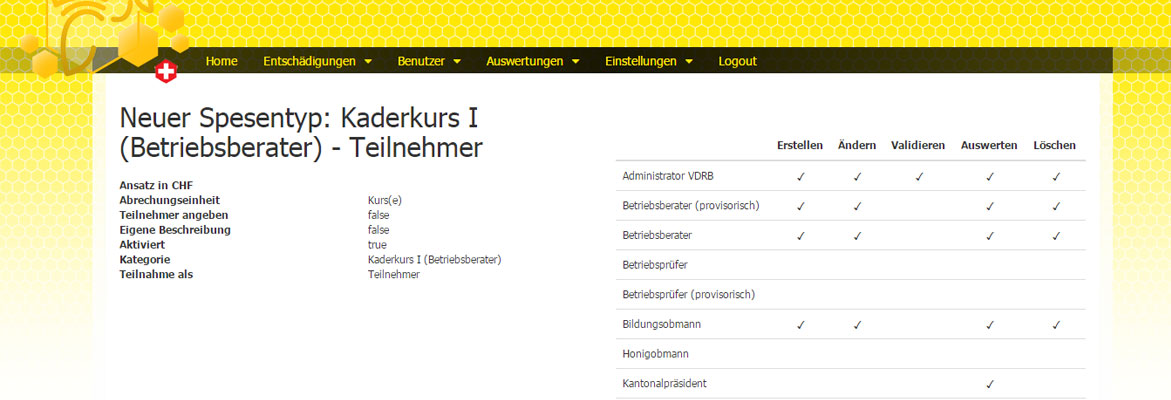 Home Entschädigungen Benutzer Auswertungen Einstellungen Logout
Neuer Spesentyp: Kaderkurs I
(Betriebsberater) - Teilnehmer
Ansatz in CHF
Abrechungseinheit Kurs(e)
Teilnehmer angeben false
Eigene Beschreibung false
Aktiviert true
Kategorie Kaderkurs I (Betriebsberater)
Teilnahme als Teilnehmer
Erstellen Ändern Validieren Auswerten Löschen
Administrator VDRB ✓ ✓ ✓ ✓ ✓
Betriebsberater (provisorisch) ✓ ✓ ✓ ✓
Betriebsberater ✓ ✓ ✓ ✓
Betriebsprüfer
Betriebsprüfer (provisorisch)
Bildungsobmann ✓ ✓ ✓ ✓
Honigobmann
Kantonalpräsident ✓